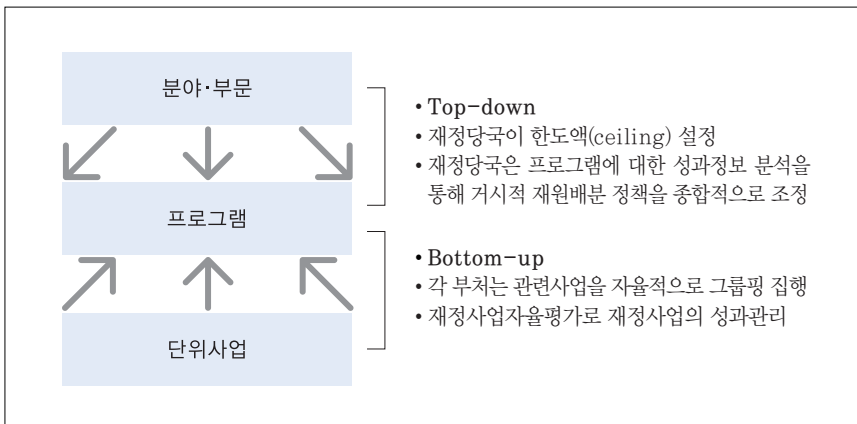 분야·부문
프로그램
단위사업
• Top-down
• 재정당국이 한도액(ceiling) 설정
• 재정당국은 프로그램에 대한 성과정보 분석을
통해 거시적 재원배분 정책을 종합적으로 조정
• Bottom-up
• 각 부처는 관련사업을 자율적으로 그룹핑 집행
• 재정사업자율평가로 재정사업의 성과관리